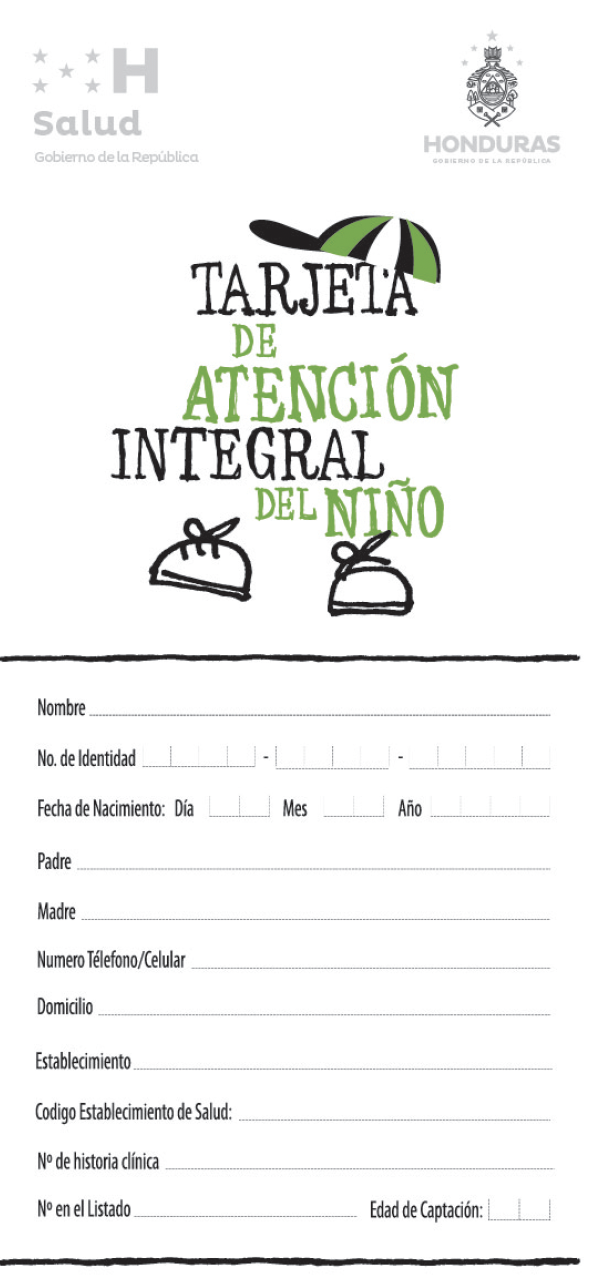 H
Salud
Gobierno de la República
HONDURAS
GOBIERNO DE LA REPÚBLICA
TARJETA
DE
ATENCIÓN
INTEGRAL
DEL NIÑO
Nombre
No. de Identidad - -
Fecha de Nacimiento: Día Mes Año
Padre
Madre
Numero Télefono/Celular
Domicilio
Establecimiento
Codigo Establecimiento de Salud:
Nº de historia clínica
Nº en el Listado Edad de Captación: